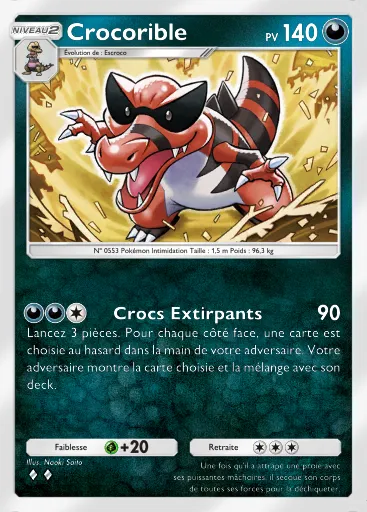 NIVEAU 2
Crocorible
PV 140
Évolution de : Escroco
N° 0553 Pokémon Intimidation Taille : 1,5 m Poids : 96,3 kg
Crocs Extirpants 90
Lancez 3 pièces. Pour chaque côté face, une carte est
choisie au hasard dans la main de votre adversaire. Votre
adversaire montre la carte choisie et la mélange avec son
deck.
Faiblesse +20
Retraite
Illus. Naoki Saito
Une fois qu'il a attrapé une proie avec
ses puissantes mâchoires, il secoue son corps
de toutes ses forces pour la déchiqueter.